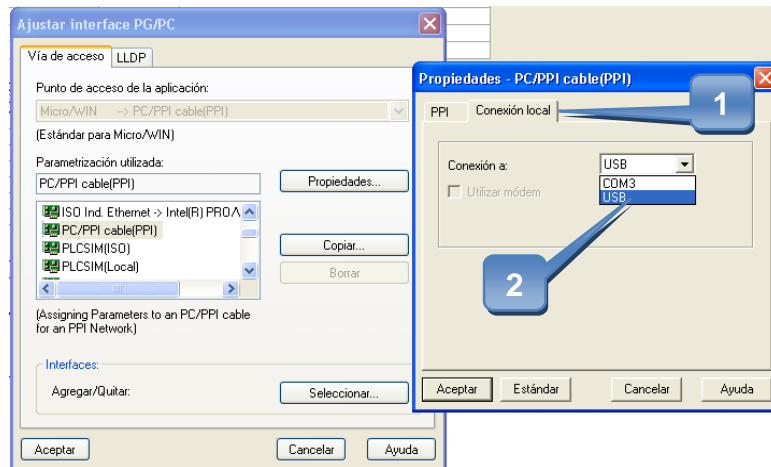 Ajustar interface PG/PC
Vía de acceso
LLDP
Punto de acceso de la aplicación:
Micro/WIN --> PC/PPI cable(PPI)
(Estándar para Micro/WIN)
Parametrización utilizada:
PC/PPI cable(PPI)
Propiedades...
ISO Ind. Ethernet -> Intel(R) PRO/
PC/PPI cable(PPI)
PLCSIM(ISO)
PLCSIM(Local)
Copiar...
Borrar
(Assigning Parameters to an PC/PPI cable
for an PPI Network)
Interfaces:
Agregar/Quitar:
Seleccionar...
Aceptar
Cancelar
Ayuda
Propiedades - PC/PPI cable(PPI)
1
PPI
Conexión local
Conexión a:
USB
Utilizar módem
COM3
USB
2
Aceptar
Estándar
Cancelar
Ayuda